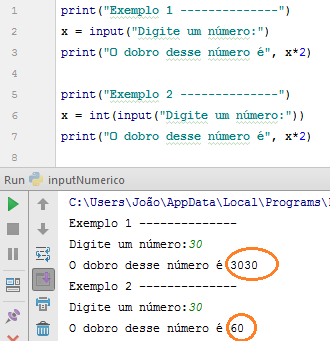 1 print("Exemplo 1 --------------")
2 x = input("Digite um número:")
3 print("O dobro desse número é", x*2)
4
5 print("Exemplo 2 --------------")
6 x = int(input("Digite um número:"))
7 print("O dobro desse número é", x*2)
8
Run inputNumerico
C:\Users\João\AppData\Local\Programs\
Exemplo 1 --------------
Digite um número:30
O dobro desse número é 3030
Exemplo 2 --------------
Digite um número:30
O dobro desse número é 60